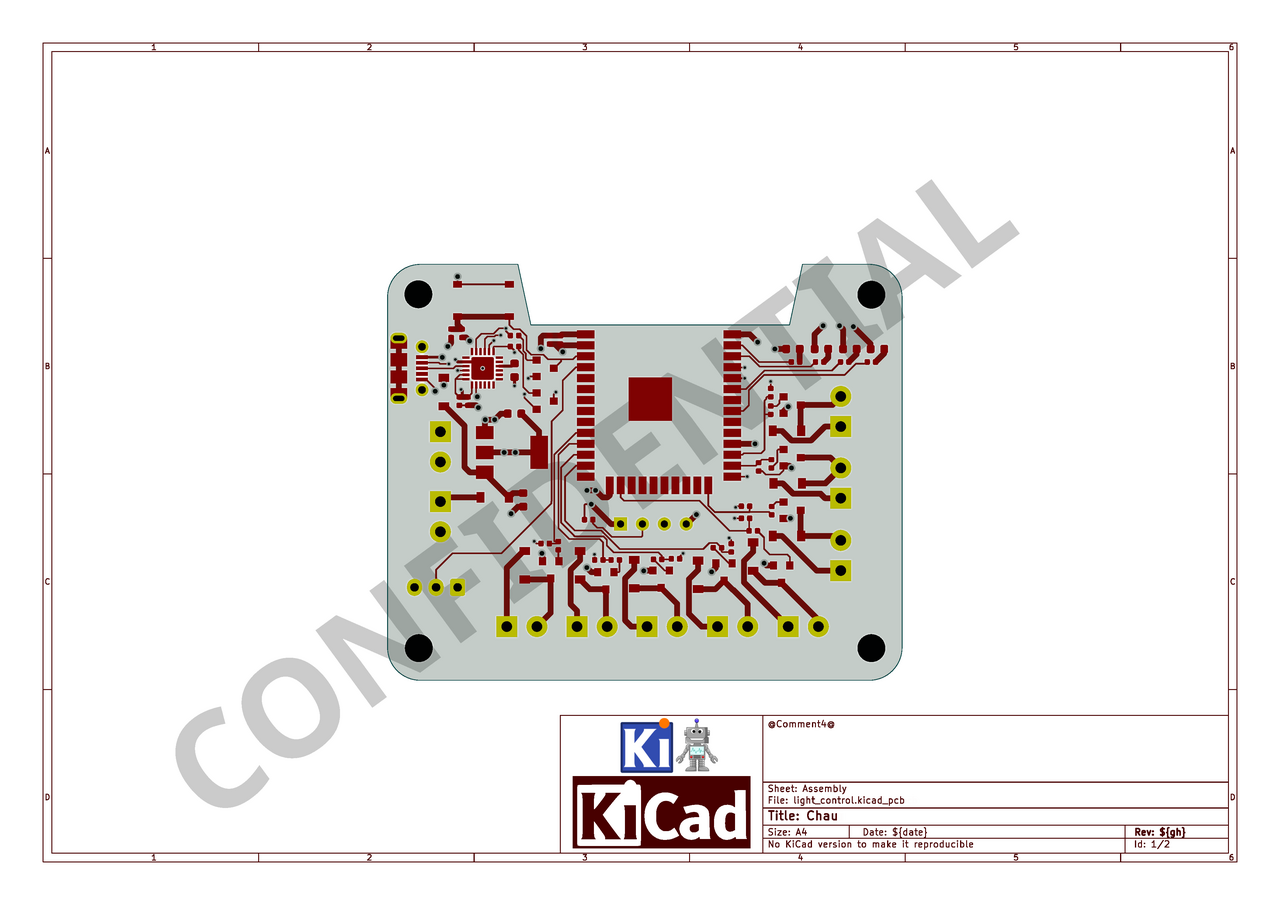 1 2 3 4 5 6
A A
B B
C C
D D
CONFIDENTIAL
Ki
KiCad
@Comment4@
Sheet: Assembly
File: light_control.kicad_pcb
Title: Chau
Size: A4 Date: ${date} Rev: ${gh}
No KiCad version to make it reproducible Id: 1/2
1 2 3 4 5 6